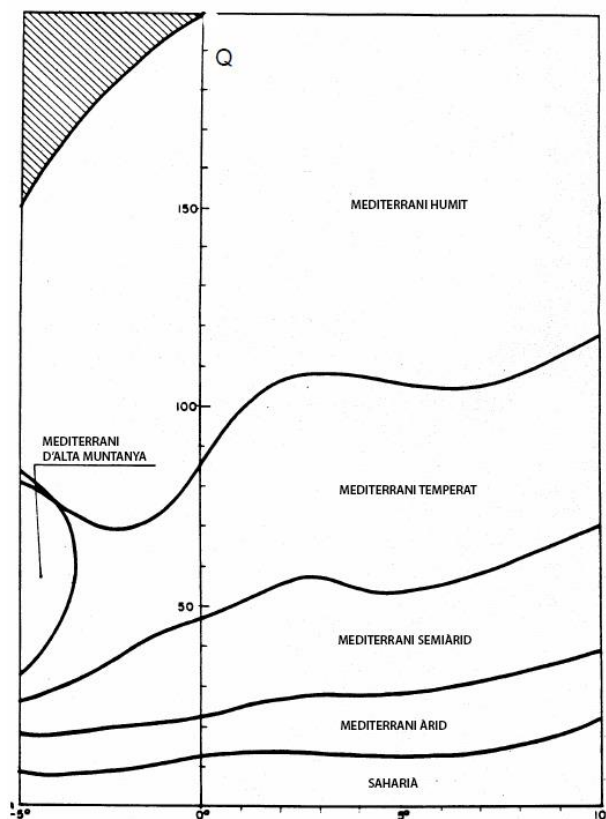 Q
150
MEDITERRANI HUMIT
100
MEDITERRANI
D'ALTA MUNTANYA
MEDITERRANI TEMPERAT
50
MEDITERRANI SEMIÀRID
MEDITERRANI ÀRID
SAHARIÀ
-5° 0° 5° 10